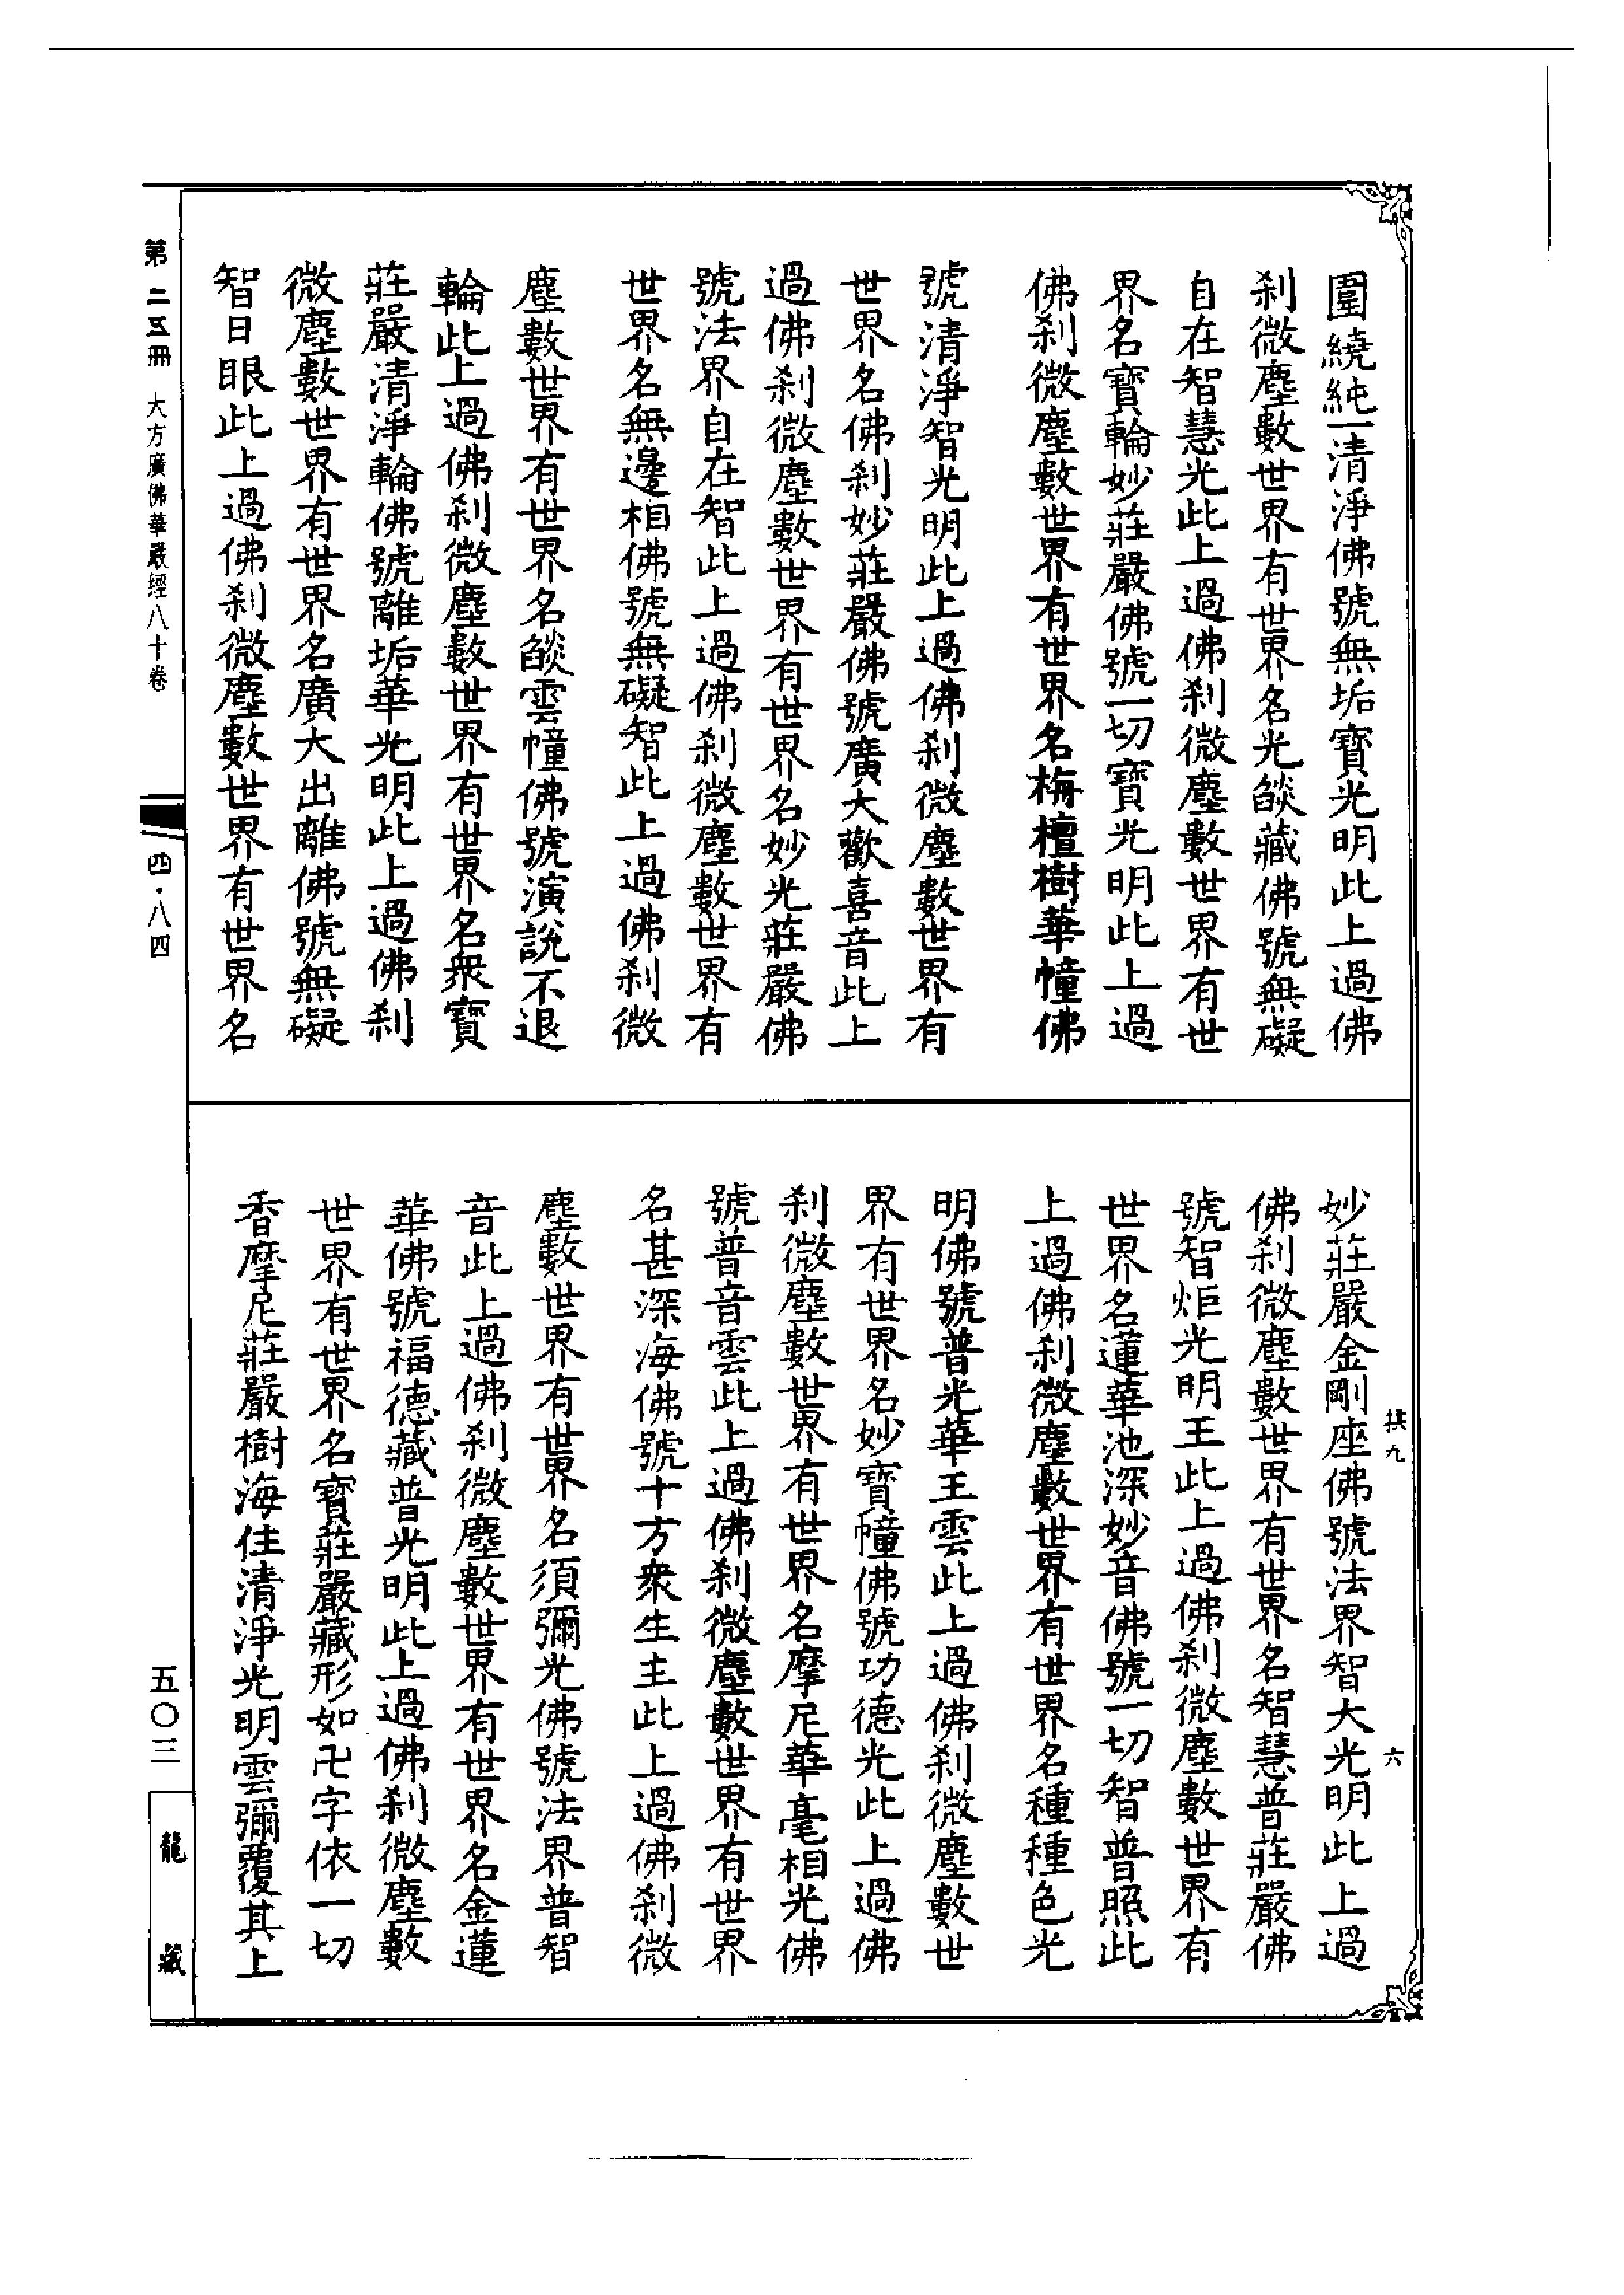 圍繞純一清淨佛號無垢寶光明此上過佛
刹微塵數世界有世界名光燄藏佛號無礙
自在智慧光此上過佛刹微塵數世界有世
界名寶輪妙莊嚴佛號一切寶光明此上過
佛刹微塵數世界有世界名栴檀樹華幢佛
號清淨智光明此上過佛刹微塵數世界有
世界名佛刹妙莊嚴佛號廣大歡喜音此上
過佛刹微塵數世界有世界名妙光莊嚴佛
號法界自在智此上過佛刹微塵數世界有
世界名無邊相佛號無礙智此上過佛刹微
塵數世界有世界名燄雲幢佛號演說不退
輪此上過佛刹微塵數世界有世界名衆寶
莊嚴清淨輪佛號離垢華光明此上過佛刹
微塵數世界有世界名廣大出離佛號無礙
智日眼此上過佛刹微塵數世界有世界名
妙莊嚴金剛座佛號法界智大光明此上過
佛刹微塵數世界有世界名智慧普莊嚴佛
號智炬光明王此上過佛刹微塵數世界有
世界名蓮華池深妙音佛號一切智普照此
上過佛刹微塵數世界有世界名種種色光
明佛號普光華王雲此上過佛刹微塵數世
界有世界名妙寶幢佛號功德光此上過佛
刹微塵數世界有世界名摩尼華毫相光佛
號普音雲此上過佛刹微塵數世界有世界
名甚深海佛號十方衆生主此上過佛刹微
塵數世界有世界名須彌光佛號法界普智
音此上過佛刹微塵數世界有世界名金蓮
華佛號福德藏普光明此上過佛刹微塵數
世界有世界名寶莊嚴藏形如卍字依一切
香摩尼莊嚴樹海住清淨光明雲彌覆其上
九
六
第二五冊 大方廣佛華嚴經八十卷
四·八四
五〇三
龍藏